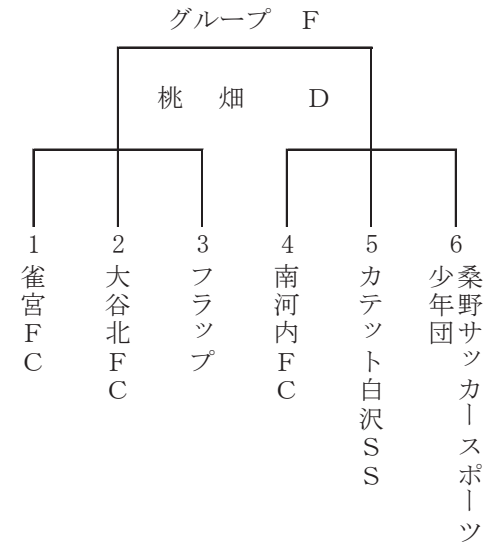 グループ F
桃畑 D
1
雀宮FC
2
大谷北FC
3
フラップ
4
南河内FC
5
カテット白沢SS
6
桑野サッカースポーツ
少年団